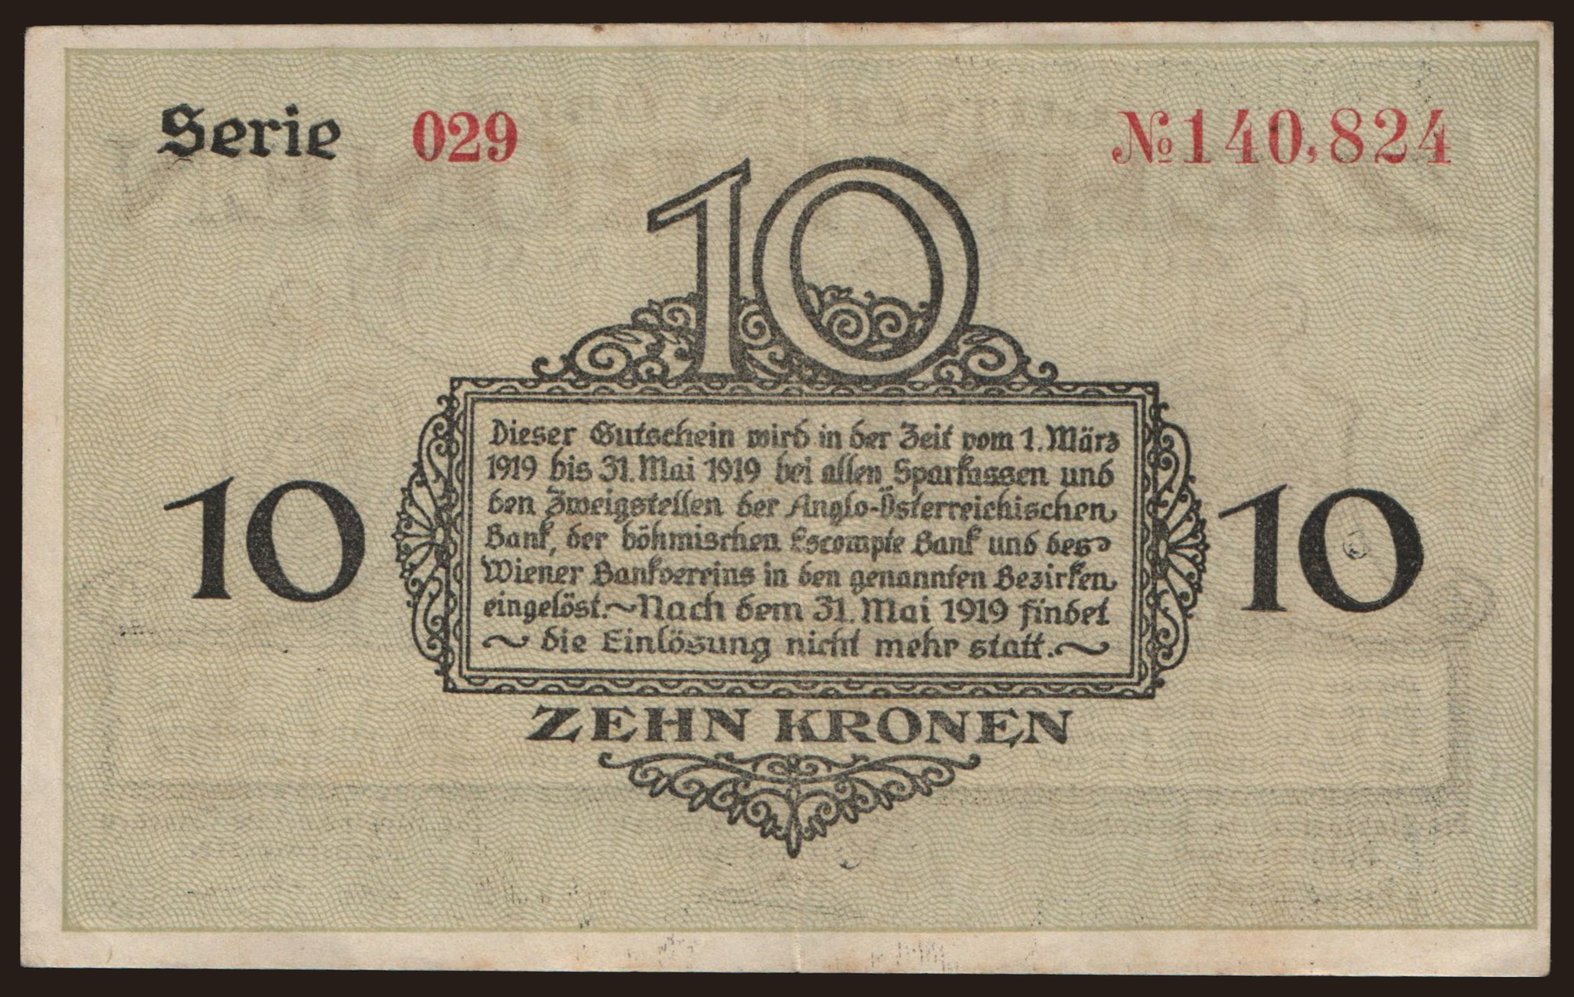 Serie 029 №140,824
10
Dieser Gutschein wird in der Zeit vom 1. März
1919 bis 31. Mai 1919 bei allen Sparkassen und
den Zweigstellen der Anglo-Österreichischen
Bank, der böhmischen Escompte Bank und des
Wiener Bankvereins in den genannten Bezirken
eingelöst.~Nach dem 31. Mai 1919 findet
~ die Einlösung nicht mehr statt.~
10 10
ZEHN KRONEN